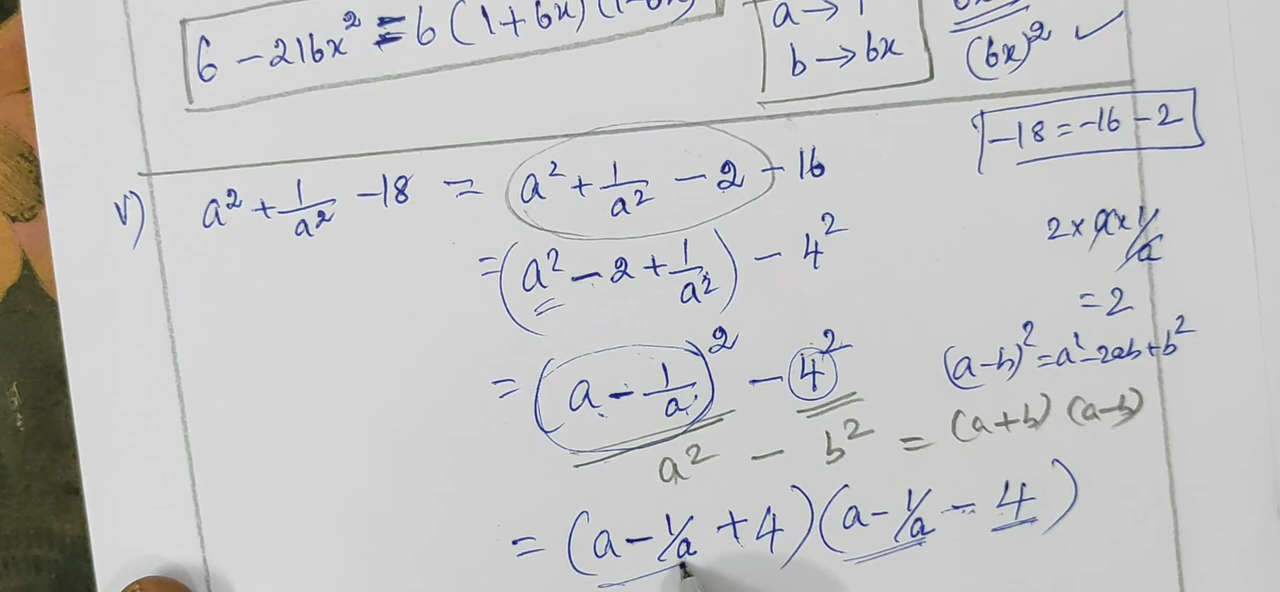 6 - 216x² = 6 (1+6x) (1-6x)
a → 1
b → 6x
(6x)² ✓
-18 = -16 - 2
v) a² + 1/a² - 18 = a² + 1/a² - 2 - 16
= (a² - 2 + 1/a²) - 4²
2 × a × 1/a
= 2
= (a - 1/a)² - 4²
(a-b)² = a² - 2ab + b²
a² - b² = (a+b) (a-b)
= (a - 1/a + 4) (a - 1/a - 4)